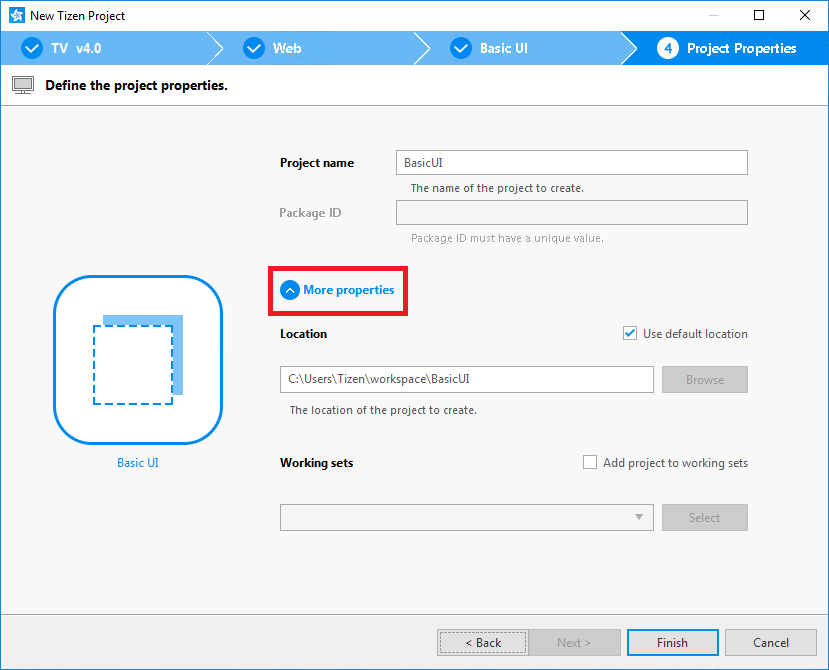 New Tizen Project
TV v4.0
Web
Basic UI
4 Project Properties
Define the project properties.
Project name
BasicUI
The name of the project to create.
Package ID
Package ID must have a unique value.
More properties
Location
Use default location
C:\Users\Tizen\workspace\BasicUI
Browse
The location of the project to create.
Basic UI
Working sets
Add project to working sets
Select
< Back
Next >
Finish
Cancel